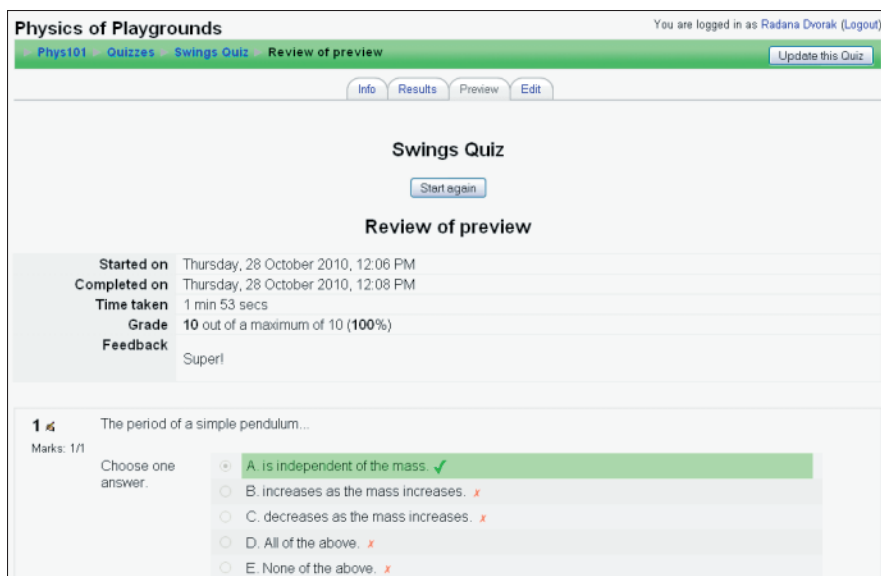 Physics of Playgrounds
You are logged in as Radana Dvorak (Logout)
Phys101 Quizzes Swings Quiz Review of preview
Update this Quiz
Info Results Preview Edit
Swings Quiz
Start again
Review of preview
Started on Thursday, 28 October 2010, 12:06 PM
Completed on Thursday, 28 October 2010, 12:08 PM
Time taken 1 min 53 secs
Grade 10 out of a maximum of 10 (100%)
Feedback
Super!
1 The period of a simple pendulum...
Marks: 1/1
Choose one
answer.
A. is independent of the mass.
B. increases as the mass increases.
C. decreases as the mass increases.
D. All of the above.
E. None of the above.